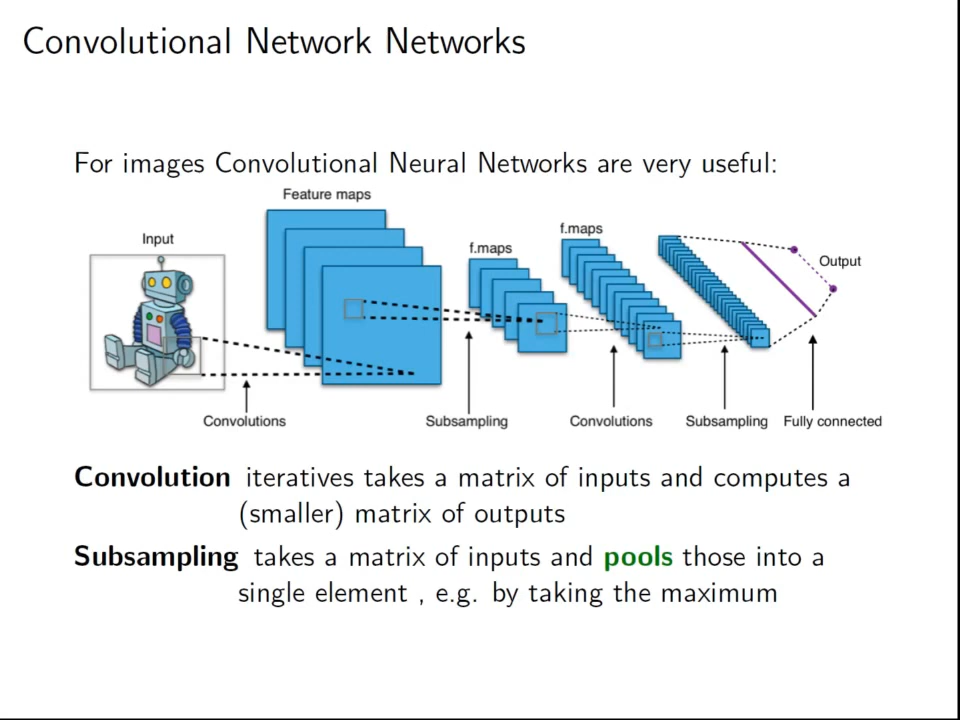 Convolutional Network Networks
For images Convolutional Neural Networks are very useful:
Feature maps
Input
f.maps
f.maps
Output
Convolutions
Subsampling
Convolutions
Subsampling
Fully connected
Convolution iteratives takes a matrix of inputs and computes a
(smaller) matrix of outputs
Subsampling takes a matrix of inputs and pools those into a
single element , e.g. by taking the maximum